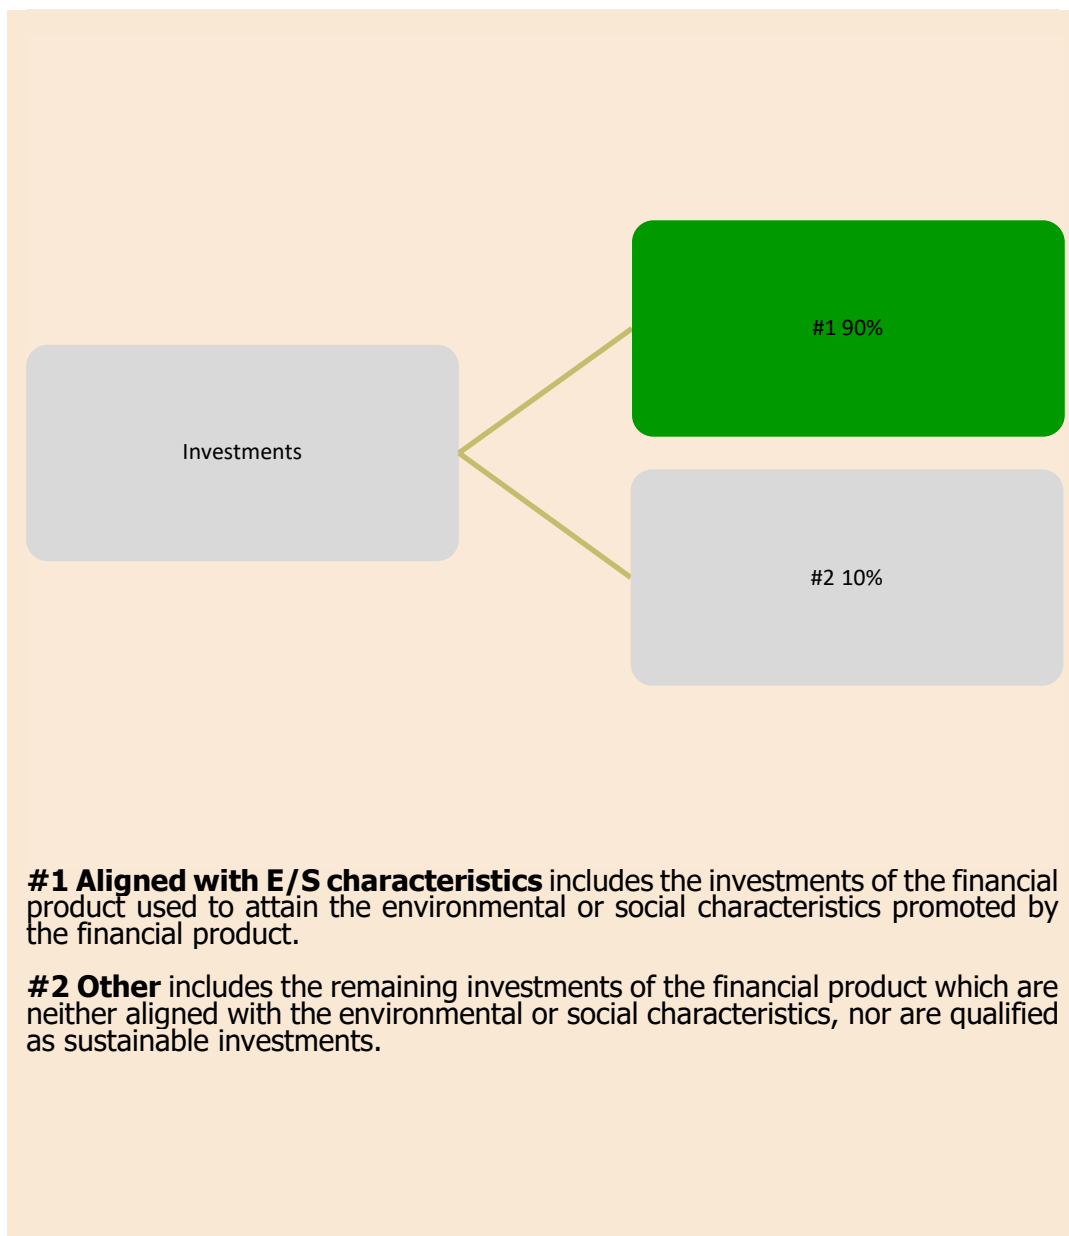 #1 90%
Investments
#2 10%
#1 Aligned with E/S characteristics includes the investments of the financial
product used to attain the environmental or social characteristics promoted by
the financial product.
#2 Other includes the remaining investments of the financial product which are
neither aligned with the environmental or social characteristics, nor are qualified
as sustainable investments.